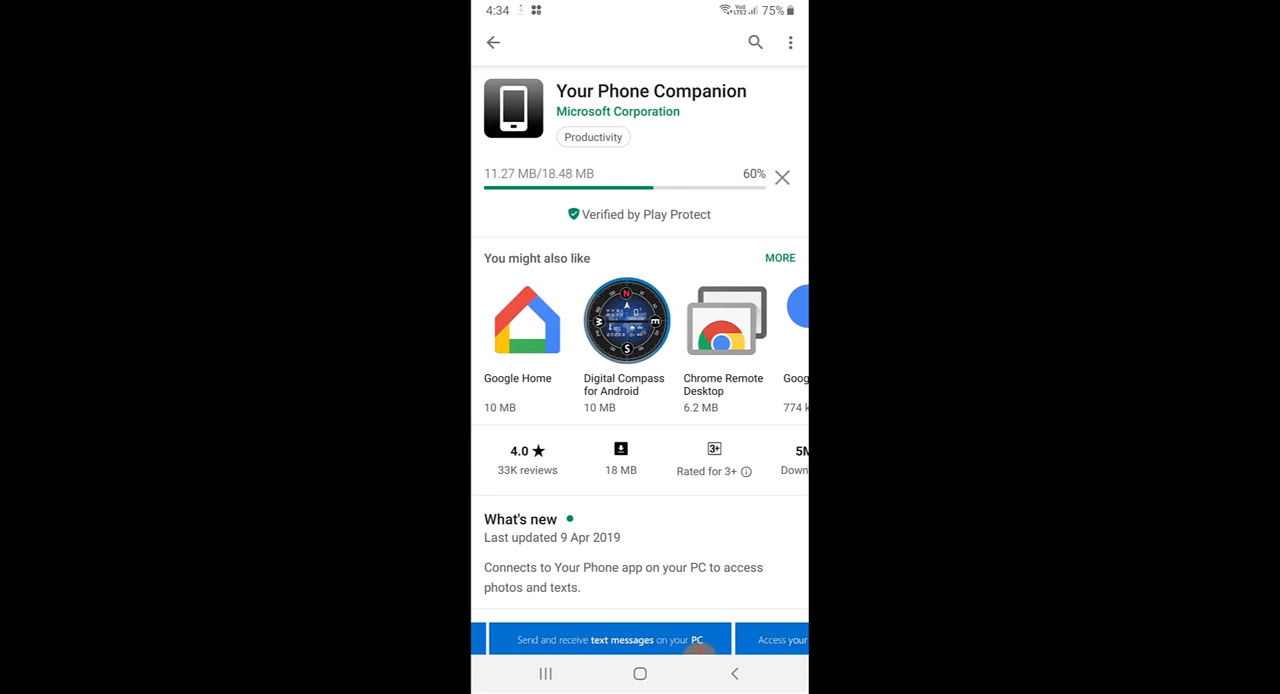 4:34
75%
Your Phone Companion
Microsoft Corporation
Productivity
11.27 MB/18.48 MB 60%
Verified by Play Protect
You might also like MORE
Google Home
Digital Compass
for Android
Chrome Remote
Desktop
Goog
10 MB
10 MB
6.2 MB
774 k
4.0 ★
33K reviews
18 MB
3+
Rated for 3+
5M
Down
What's new
Last updated 9 Apr 2019
Connects to Your Phone app on your PC to access
photos and texts.
Send and receive text messages on your PC
Access your